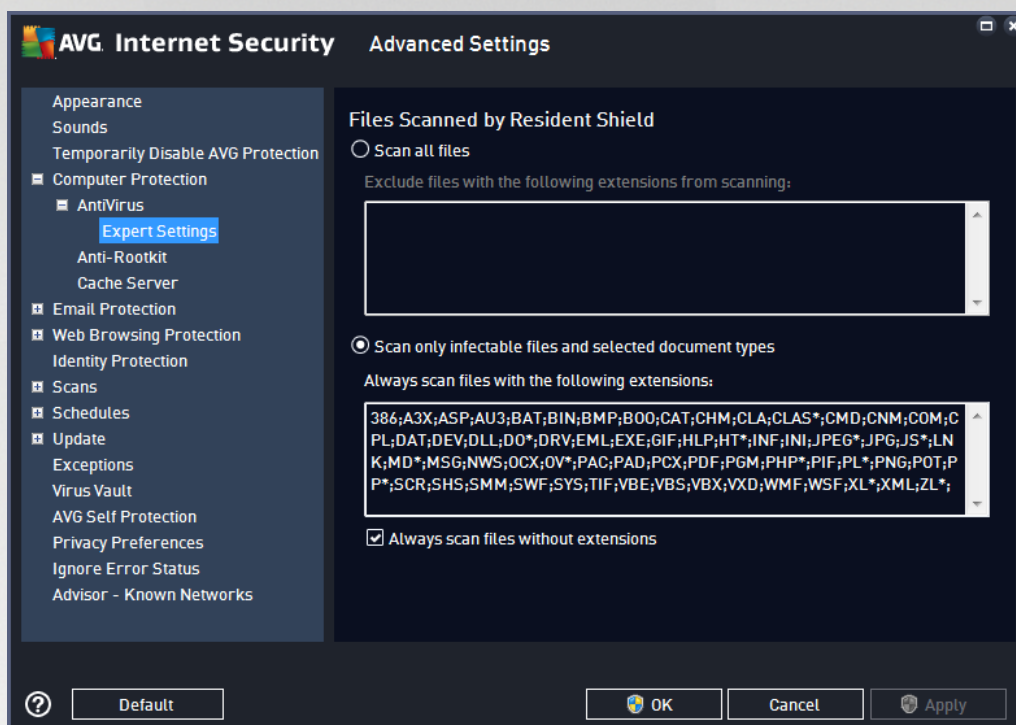 AVG. Internet Security Advanced Settings
Appearance
Sounds
Temporarily Disable AVG Protection
Computer Protection
AntiVirus
Expert Settings
Anti-Rootkit
Cache Server
Email Protection
Web Browsing Protection
Identity Protection
Scans
Schedules
Update
Exceptions
Virus Vault
AVG Self Protection
Privacy Preferences
Ignore Error Status
Advisor - Known Networks
Files Scanned by Resident Shield
Scan all files
Exclude files with the following extensions from scanning:
Scan only infectable files and selected document types
Always scan files with the following extensions:
386;A3X;ASP;AU3;BAT;BIN;BMP;BOO;CAT;CHM;CLA;CLAS*;CMD;CNM;COM;C
PL;DAT;DEV;DLL;DO*;DRV;EML;EXE;GIF;HLP;HT*;INF;INI;JPEG*;JPG;JS*;LN
K;MD*;MSG;NWS;OCX;OV*;PAC;PAD;PCX;PDF;PGM;PHP*;PIF;PL*;PNG;POT;P
P*;SCR;SHS;SMM;SWF;SYS;TIF;VBE;VBS;VBX;VXD;WMF;WSF;XL*;XML;ZL*;
Always scan files without extensions
? Default OK Cancel Apply